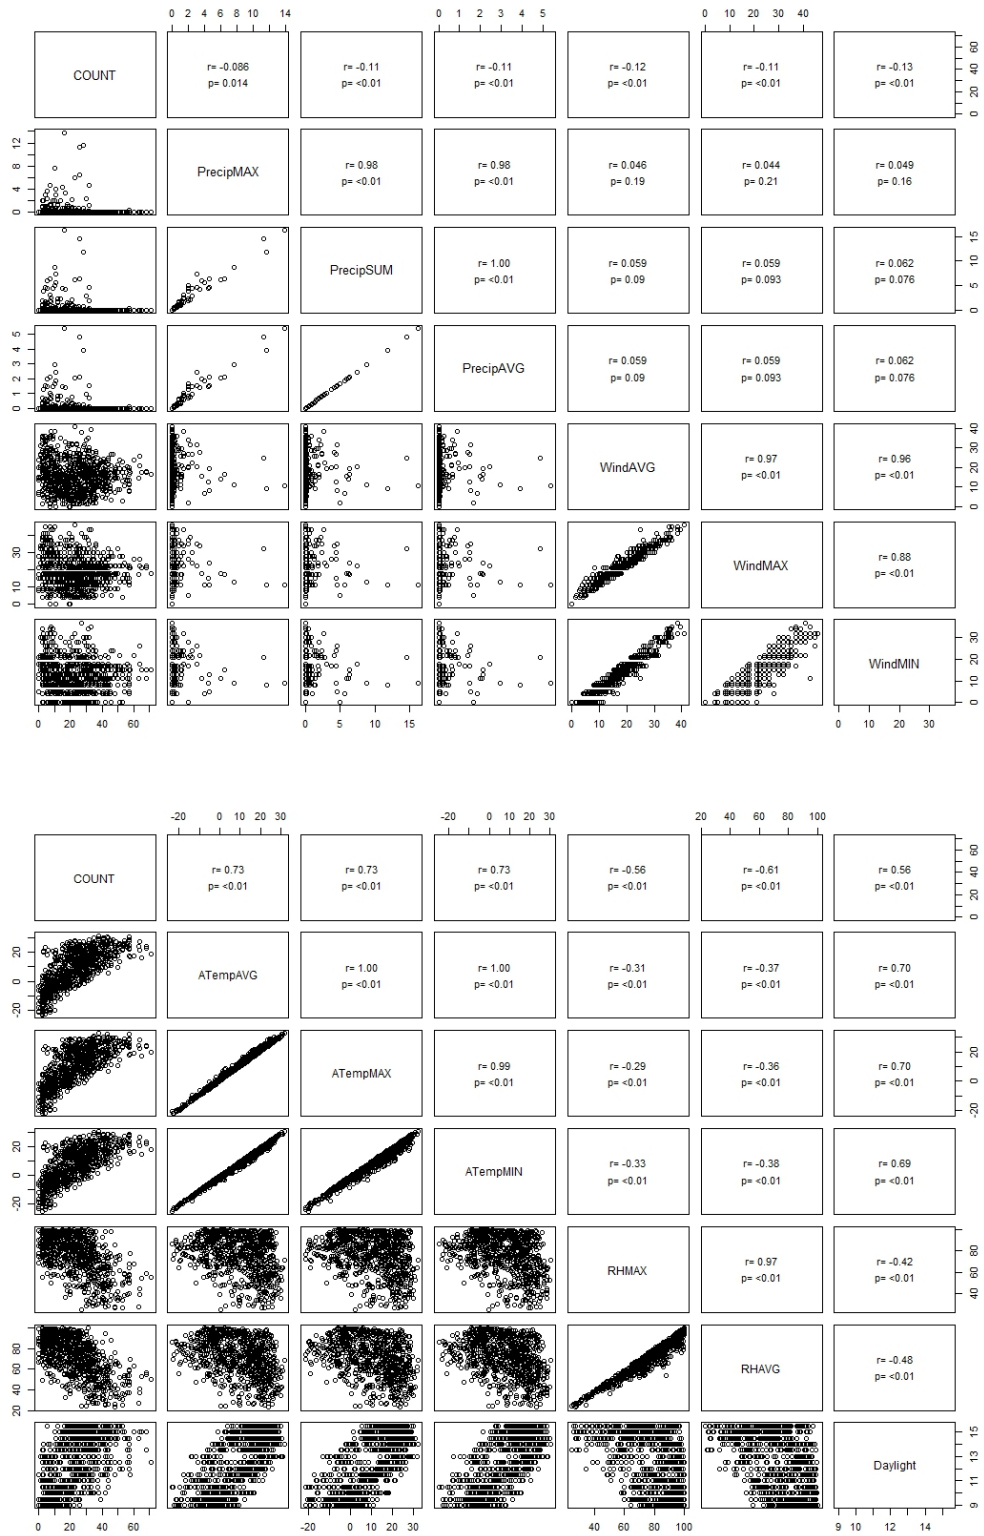 0 2 4 6 8 10 14 0 1 2 3 4 5 0 10 20 30 40
COUNT r= -0.086 r= -0.11 r= -0.11 r= -0.12 r= -0.11 r= -0.13
p= 0.014 p= <0.01 p= <0.01 p= <0.01 p= <0.01 p= <0.01
0 20 40 60
PrecipMAX r= 0.98 r= 0.98 r= 0.046 r= 0.044 r= 0.049
p= <0.01 p= <0.01 p= 0.19 p= 0.21 p= 0.16
0 4 8 12
PrecipSUM r= 1.00 r= 0.059 r= 0.059 r= 0.062
p= <0.01 p= 0.09 p= 0.093 p= 0.076
0 5 10 15
PrecipAVG r= 0.059 r= 0.059 r= 0.062
p= 0.09 p= 0.093 p= 0.076
0 1 2 3 4 5
WindAVG r= 0.97 r= 0.96
p= <0.01 p= <0.01
0 10 20 30 40
WindMAX r= 0.88
p= <0.01
0 10 30
WindMIN
0 10 20 30
0 20 40 60 0 5 10 15 0 10 20 30 40 0 10 20 30
-20 0 10 20 30 -20 0 10 20 30 20 40 60 80 100
COUNT r= 0.73 r= 0.73 r= 0.73 r= -0.56 r= -0.61 r= 0.56
p= <0.01 p= <0.01 p= <0.01 p= <0.01 p= <0.01 p= <0.01
0 20 40 60
ATempAVG r= 1.00 r= 1.00 r= -0.31 r= -0.37 r= 0.70
p= <0.01 p= <0.01 p= <0.01 p= <0.01 p= <0.01
-20 0 20
ATempMAX r= 0.99 r= -0.29 r= -0.36 r= 0.70
p= <0.01 p= <0.01 p= <0.01 p= <0.01
-20 0 20
ATempMIN r= -0.33 r= -0.38 r= 0.69
p= <0.01 p= <0.01 p= <0.01
-20 0 20
RHMAX r= 0.97 r= -0.42
p= <0.01 p= <0.01
40 60 80
RHAVG r= -0.48
p= <0.01
20 40 60 80
Daylight
9 11 13 15
0 20 40 60 -20 0 10 20 30 40 60 80 100 9 10 12 14